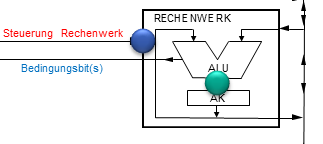 RECHENWERK
Steuerung Rechenwerk
Bedingungsbit(s)
ALU
AK